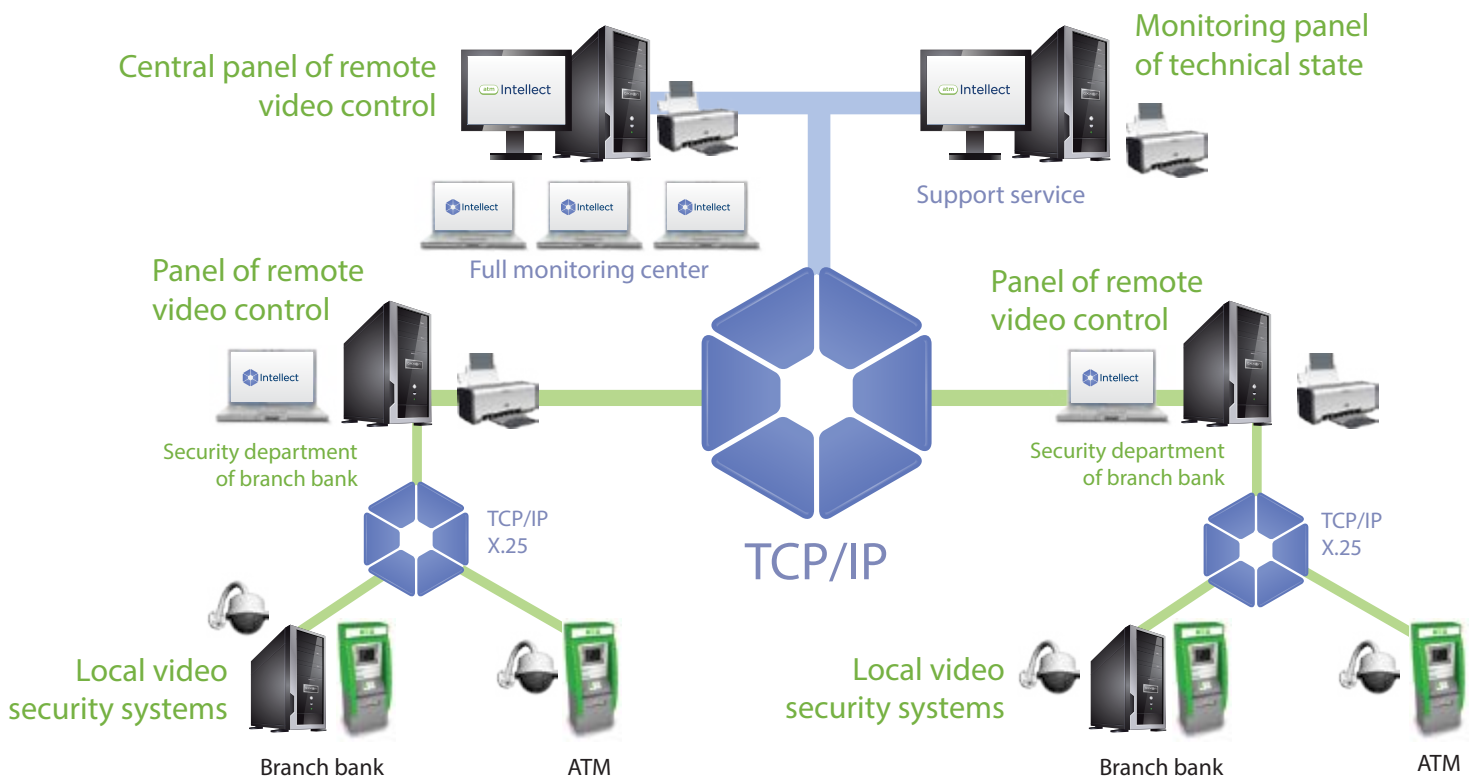 Central panel of remote
video control
atm Intellect
atm Intellect
Monitoring panel
of technical state
Support service
Intellect
Intellect
Intellect
Full monitoring center
Panel of remote
video control
Intellect
Security department
of branch bank
TCP/IP
X.25
TCP/IP
Panel of remote
video control
Intellect
Security department
of branch bank
TCP/IP
X.25
Local video
security systems
Branch bank
ATM
Local video
security systems
Branch bank
ATM